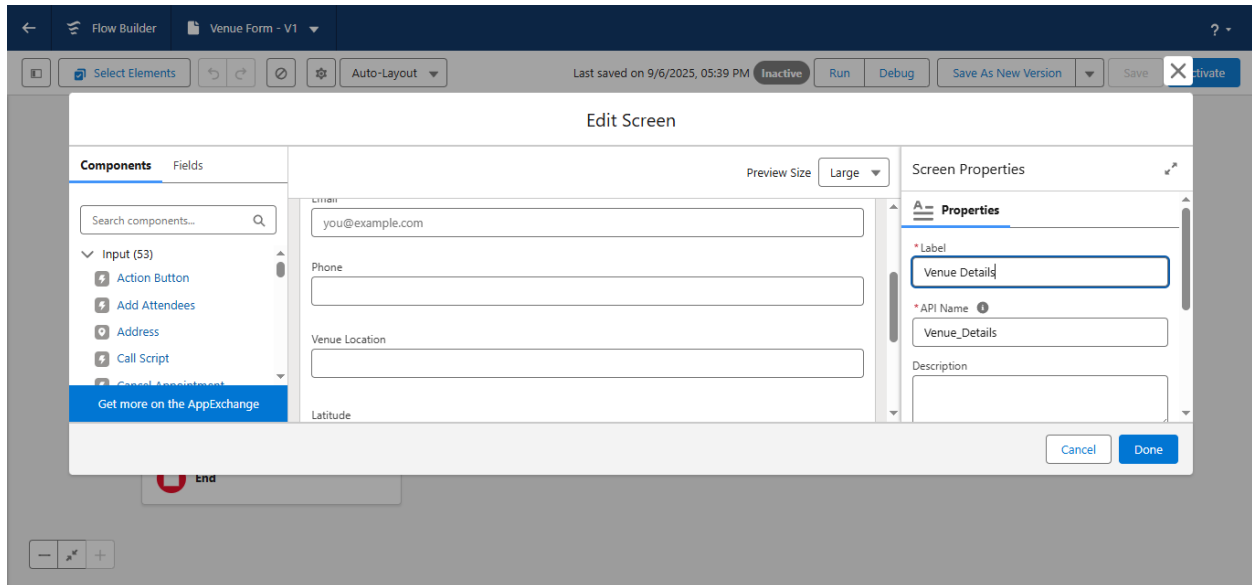 Flow Builder
Venue Form - V1
?
Select Elements
Auto-Layout
Last saved on 9/6/2025, 05:39 PM
Inactive
Run
Debug
Save As New Version
Save
ctivate
Edit Screen
Components
Fields
Search components...
Input (53)
Action Button
Add Attendees
Address
Call Script
Cancel Appointment
Get more on the AppExchange
Preview Size
Large
Email
you@example.com
Phone
Venue Location
Latitude
Screen Properties
Properties
* Label
Venue Details
* API Name
Venue_Details
Description
Cancel
Done
End